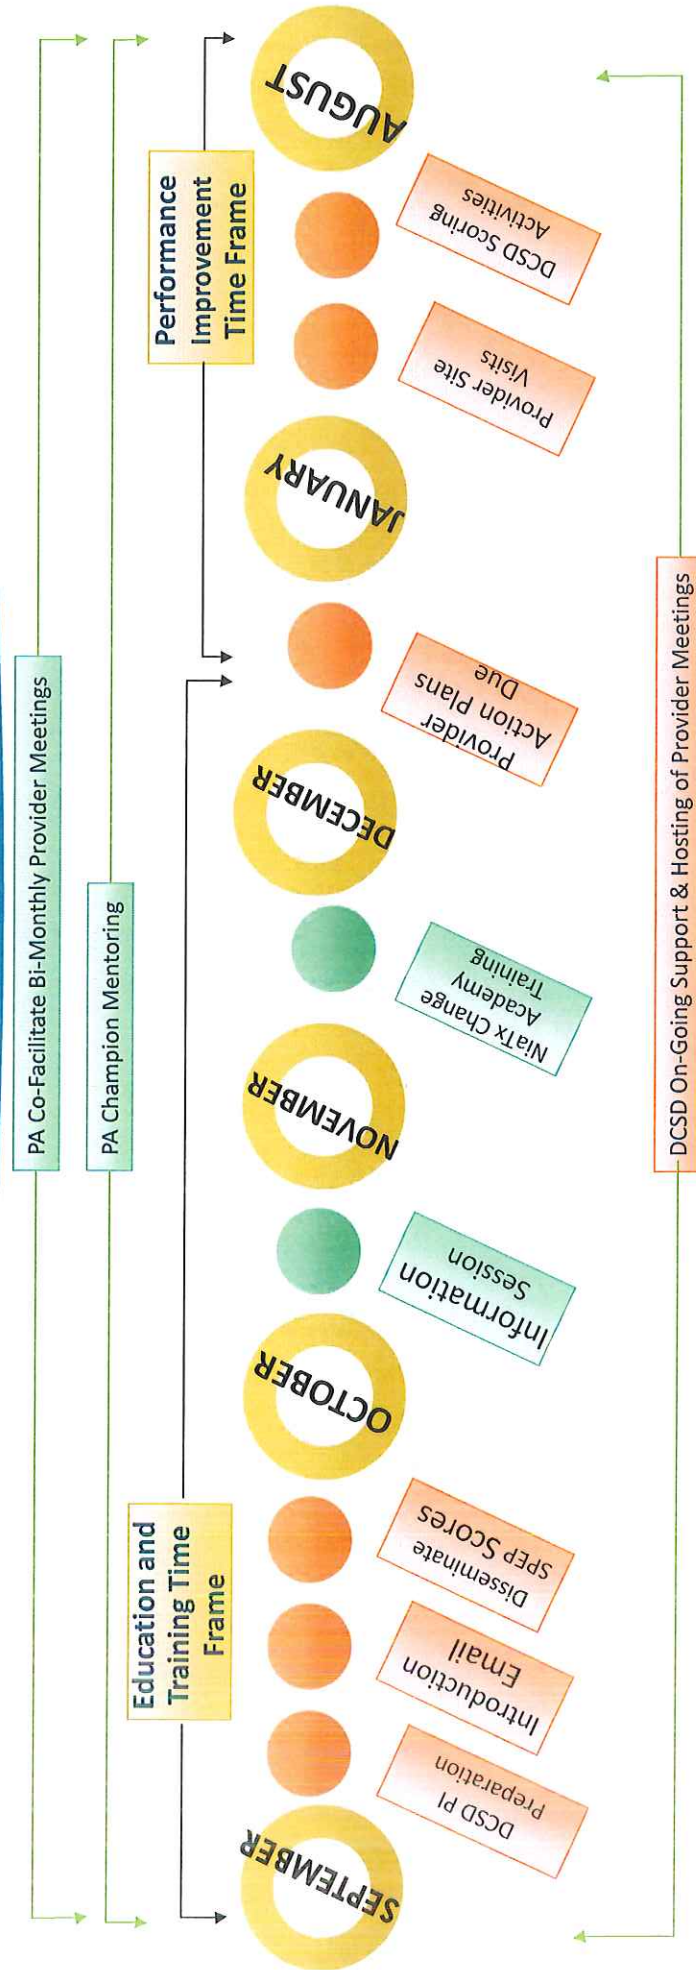 PA Co-Facilitate Bi-Monthly Provider Meetings
PA Champion Mentoring
Education and
Training Time
Frame
Performance
Improvement
Time Frame
SEPTEMBER
OCTOBER
NOVEMBER
DECEMBER
JANUARY
AUGUST
DCSD PI
Preparation
Introduction
Email
Disseminate
SPEP Scores
Information
Session
NiaTx Change
Academy
Training
Provider
Action Plans
Due
Provider Site
Visits
DCSD Scoring
Activities
DCSD On-Going Support & Hosting of Provider Meetings